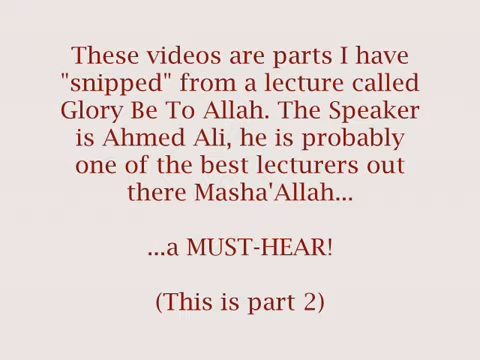 These videos are parts I have
"snipped" from a lecture called
Glory Be To Allah. The Speaker
is Ahmed Ali, he is probably
one of the best lecturers out
there Masha'Allah...
...a MUST-HEAR!
(This is part 2)